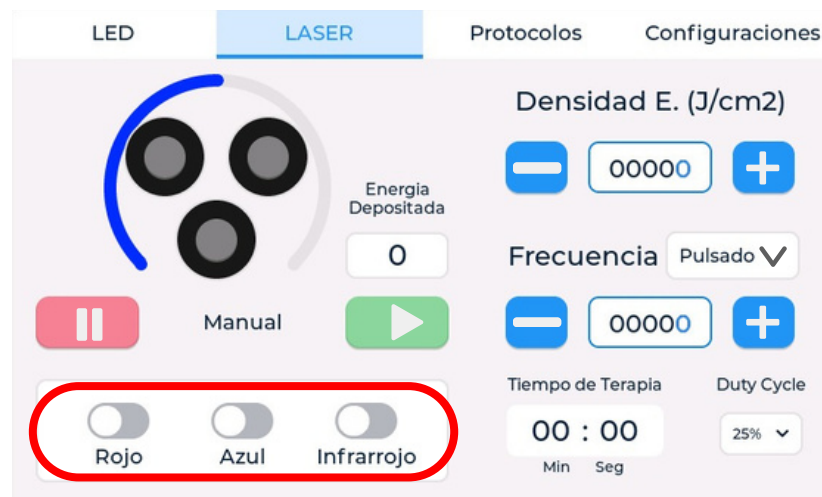 LED LASER Protocolos Configuraciones
Densidad E. (J/cm2)
00000
Energia
Depositada
0
Frecuencia Pulsado
Manual
00000
Tiempo de Terapia Duty Cycle
00 : 00 25%
Min Seg
Rojo Azul Infrarrojo